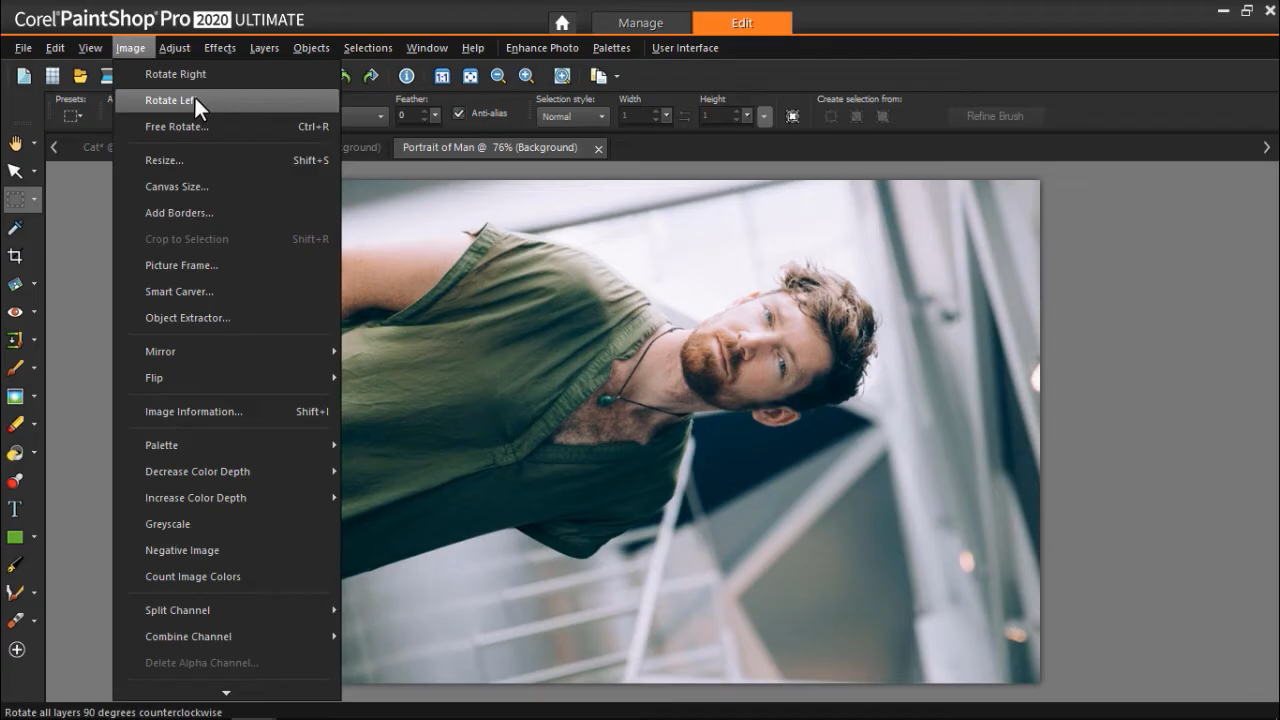 Corel PaintShop Pro 2020 ULTIMATE
Manage
Edit
File Edit View Image Adjust Effects Layers Objects Selections Window Help Enhance Photo Palettes User Interface
Presets:
Feather:
Selection style:
Width
Height
Create selection from:
0
Anti-alias
Normal
1
1
Refine Brush
Cat* @
Portrait of Man @ 76% (Background)
Rotate Right
Rotate Lef
Free Rotate... Ctrl+R
Resize... Shift+S
Canvas Size...
Add Borders...
Crop to Selection Shift+R
Picture Frame...
Smart Carver...
Object Extractor...
Mirror
Flip
Image Information... Shift+I
Palette
Decrease Color Depth
Increase Color Depth
Greyscale
Negative Image
Count Image Colors
Split Channel
Combine Channel
Delete Alpha Channel...
Rotate all layers 90 degrees counterclockwise